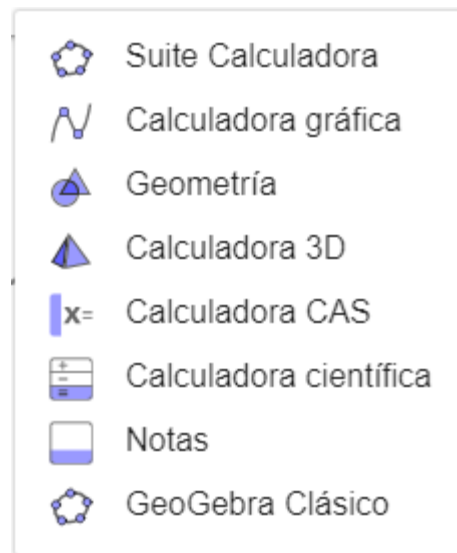 Suite Calculadora
Calculadora gráfica
Geometría
Calculadora 3D
x= Calculadora CAS
Calculadora científica
Notas
GeoGebra Clásico